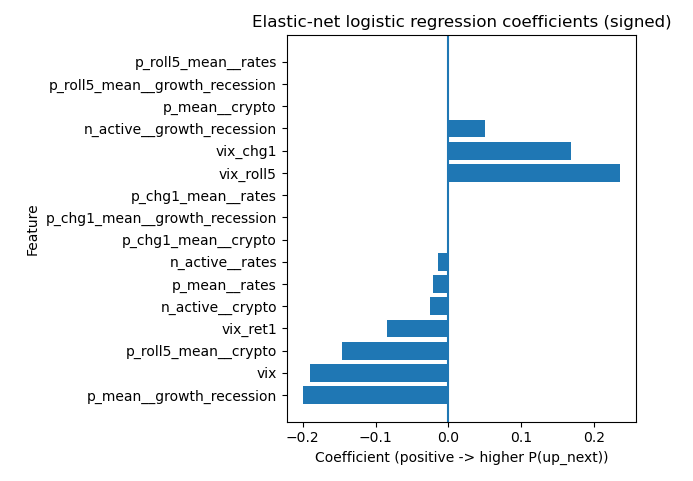 Elastic-net logistic regression coefficients (signed)
p_roll5_mean__rates
p_roll5_mean__growth_recession
p_mean__crypto
n_active__growth_recession
vix_chg1
vix_roll5
p_chg1_mean__rates
p_chg1_mean__growth_recession
p_chg1_mean__crypto
n_active__rates
p_mean__rates
n_active__crypto
vix_ret1
p_roll5_mean__crypto
vix
p_mean__growth_recession
Feature
−0.2 −0.1 0.0 0.1 0.2
Coefficient (positive -> higher P(up_next))